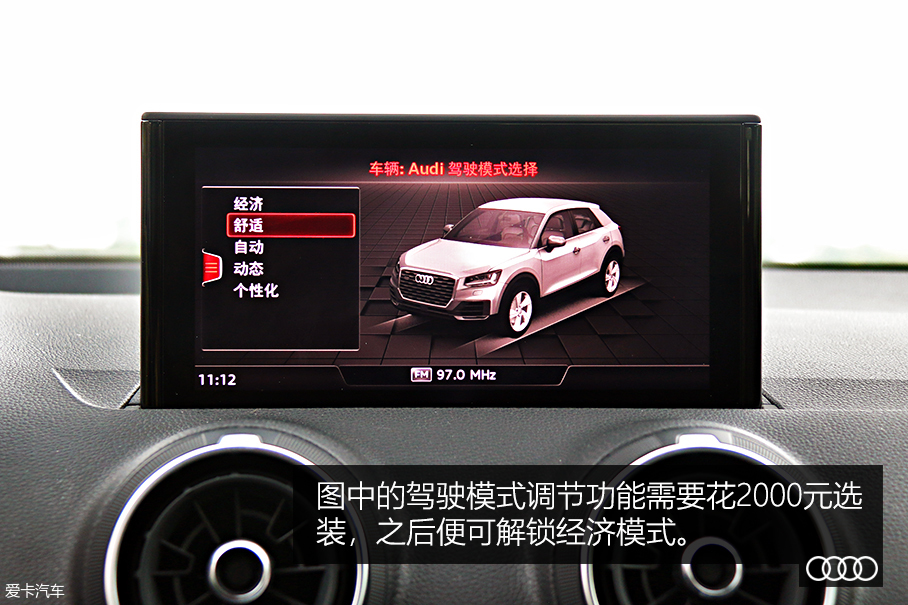 车辆: Audi 驾驶模式选择
经济
舒适
自动
动态
个性化
11:12
FM 97.0 MHz
图中的驾驶模式调节功能需要花2000元选
装，之后便可解锁经济模式。
爱卡汽车